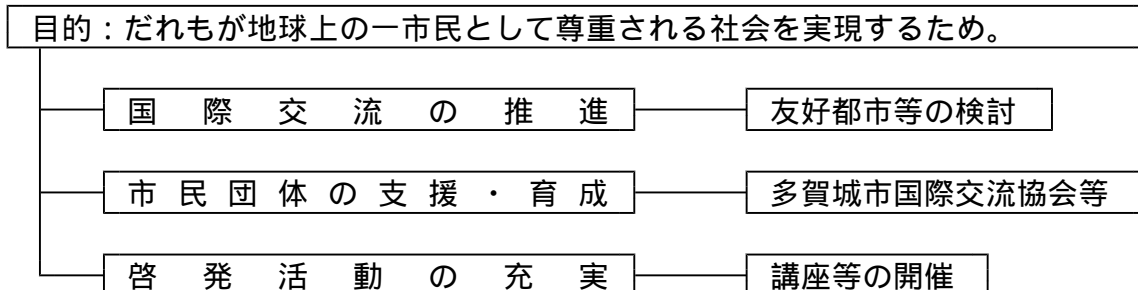 目的：だれもが地球上の一市民として尊重される社会を実現するため。
国際交流の推進 友好都市等の検討
市民団体の支援・育成 多賀城市国際交流協会等
啓発活動の充実 講座等の開催